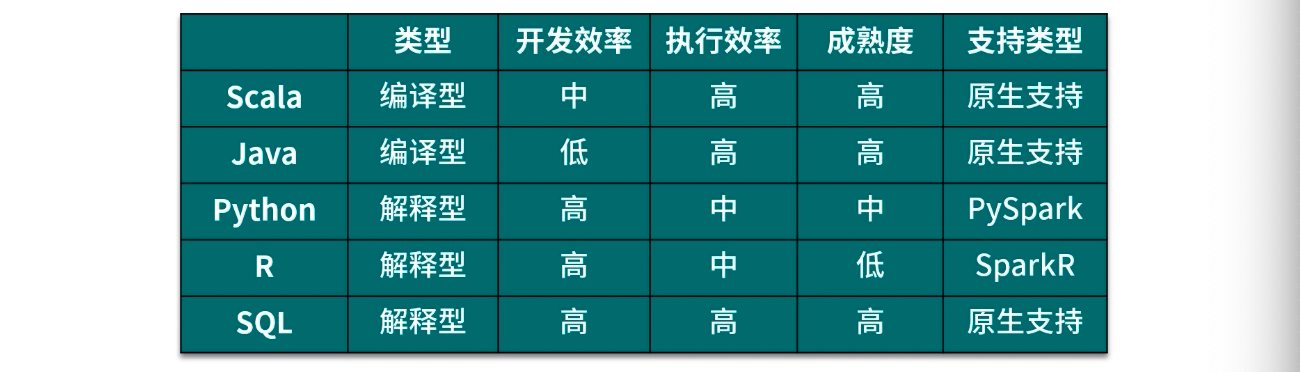 类型 开发效率 执行效率 成熟度 支持类型
Scala 编译型 中 高 高 原生支持
Java 编译型 低 高 高 原生支持
Python 解释型 高 中 中 PySpark
R 解释型 高 中 低 SparkR
SQL 解释型 高 高 高 原生支持